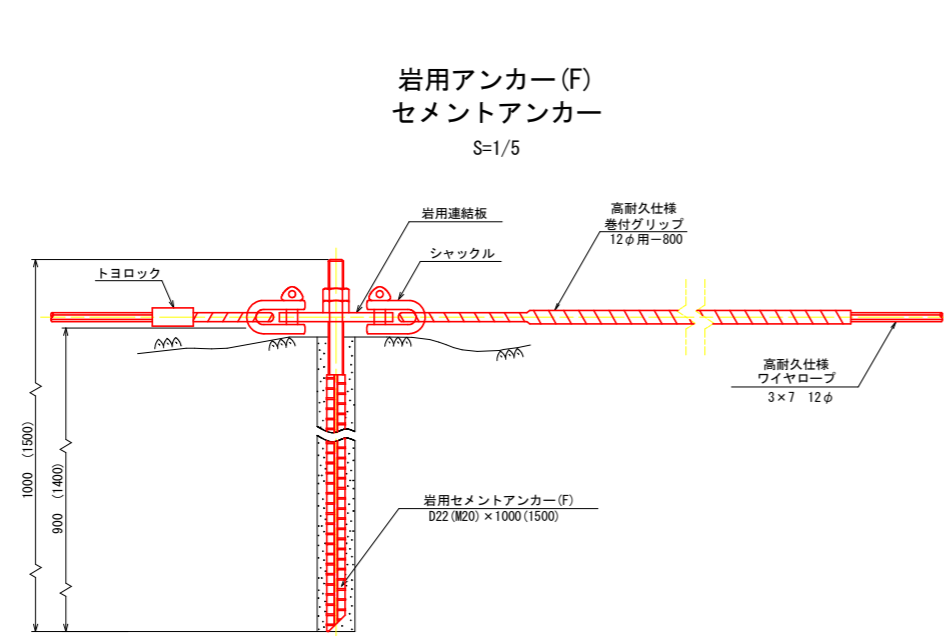 岩用アンカー(F)
セメントアンカー
S=1/5
岩用連結板
高耐久仕様
巻付グリップ
12φ用ー800
シャックル
トヨロック
高耐久仕様
ワイヤロープ
3×7 12φ
1000 (1500)
900 (1400)
岩用セメントアンカー(F)
D22(M20)×1000(1500)